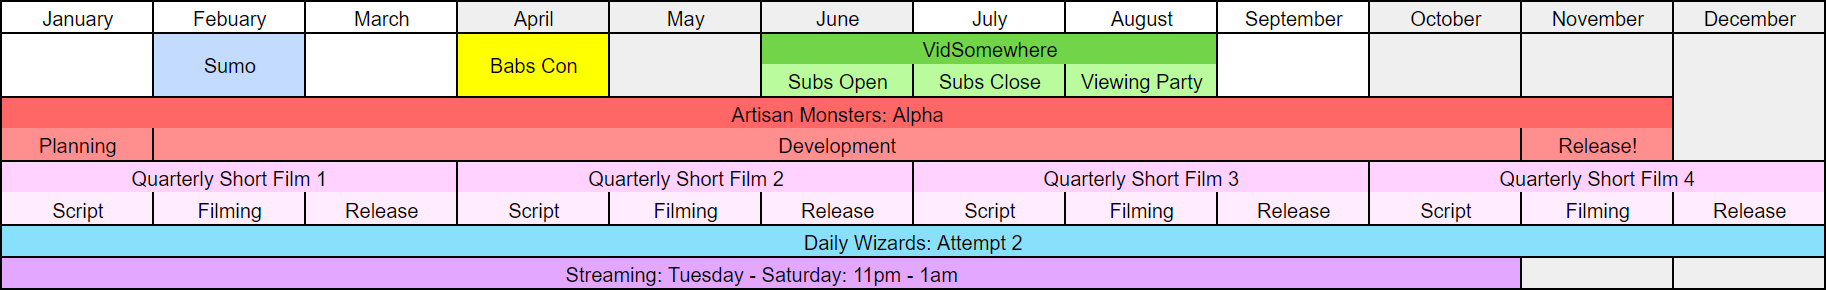 January Febuary March April May June July August September October November December
Sumo Babs Con VidSomewhere
Subs Open Subs Close Viewing Party
Artisan Monsters: Alpha
Planning Development Release!
Quarterly Short Film 1 Quarterly Short Film 2 Quarterly Short Film 3 Quarterly Short Film 4
Script Filming Release Script Filming Release Script Filming Release Script Filming Release
Daily Wizards: Attempt 2
Streaming: Tuesday - Saturday: 11pm - 1am